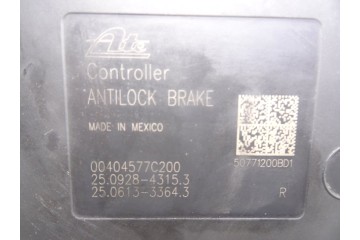 Ate
Controller
ANTILOCK BRAKE
MADE IN MEXICO
50771200BD1
00404577C200
25.0928-4315.3
25.0613-3364.3
R